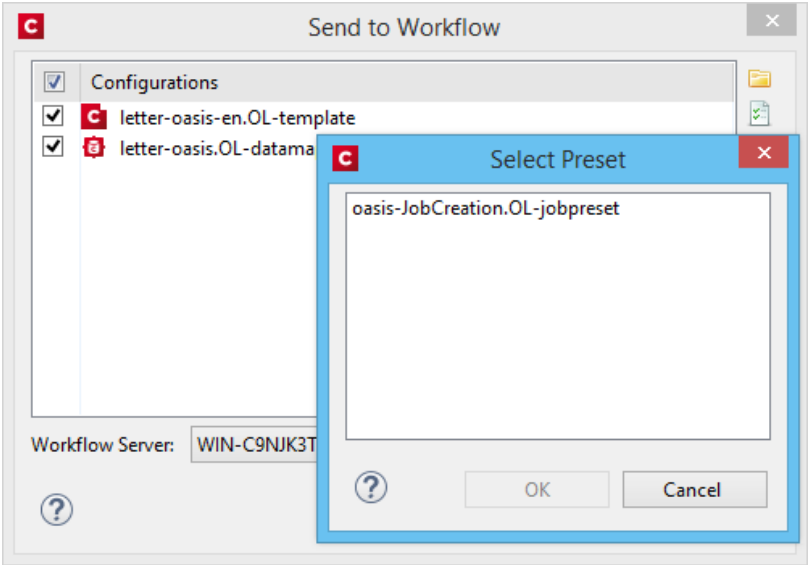 Send to Workflow
Configurations
letter-oasis-en.OL-template
letter-oasis.OL-datama
Workflow Server: WIN-C9NJK3T
Select Preset
oasis-JobCreation.OL-jobpreset
OK
Cancel